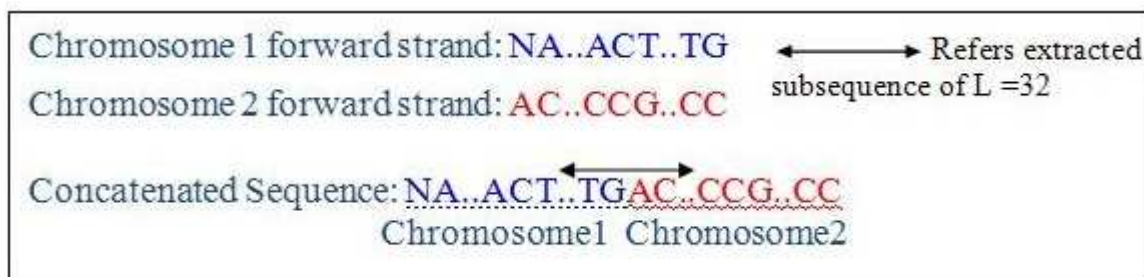 Chromosome 1 forward strand: NA..ACT..TG
Refers extracted
subsequence of L =32
Chromosome 2 forward strand: AC..CCG..CC
Concatenated Sequence: NA..ACT..TGAC..CCG..CC
Chromosome1 Chromosome2